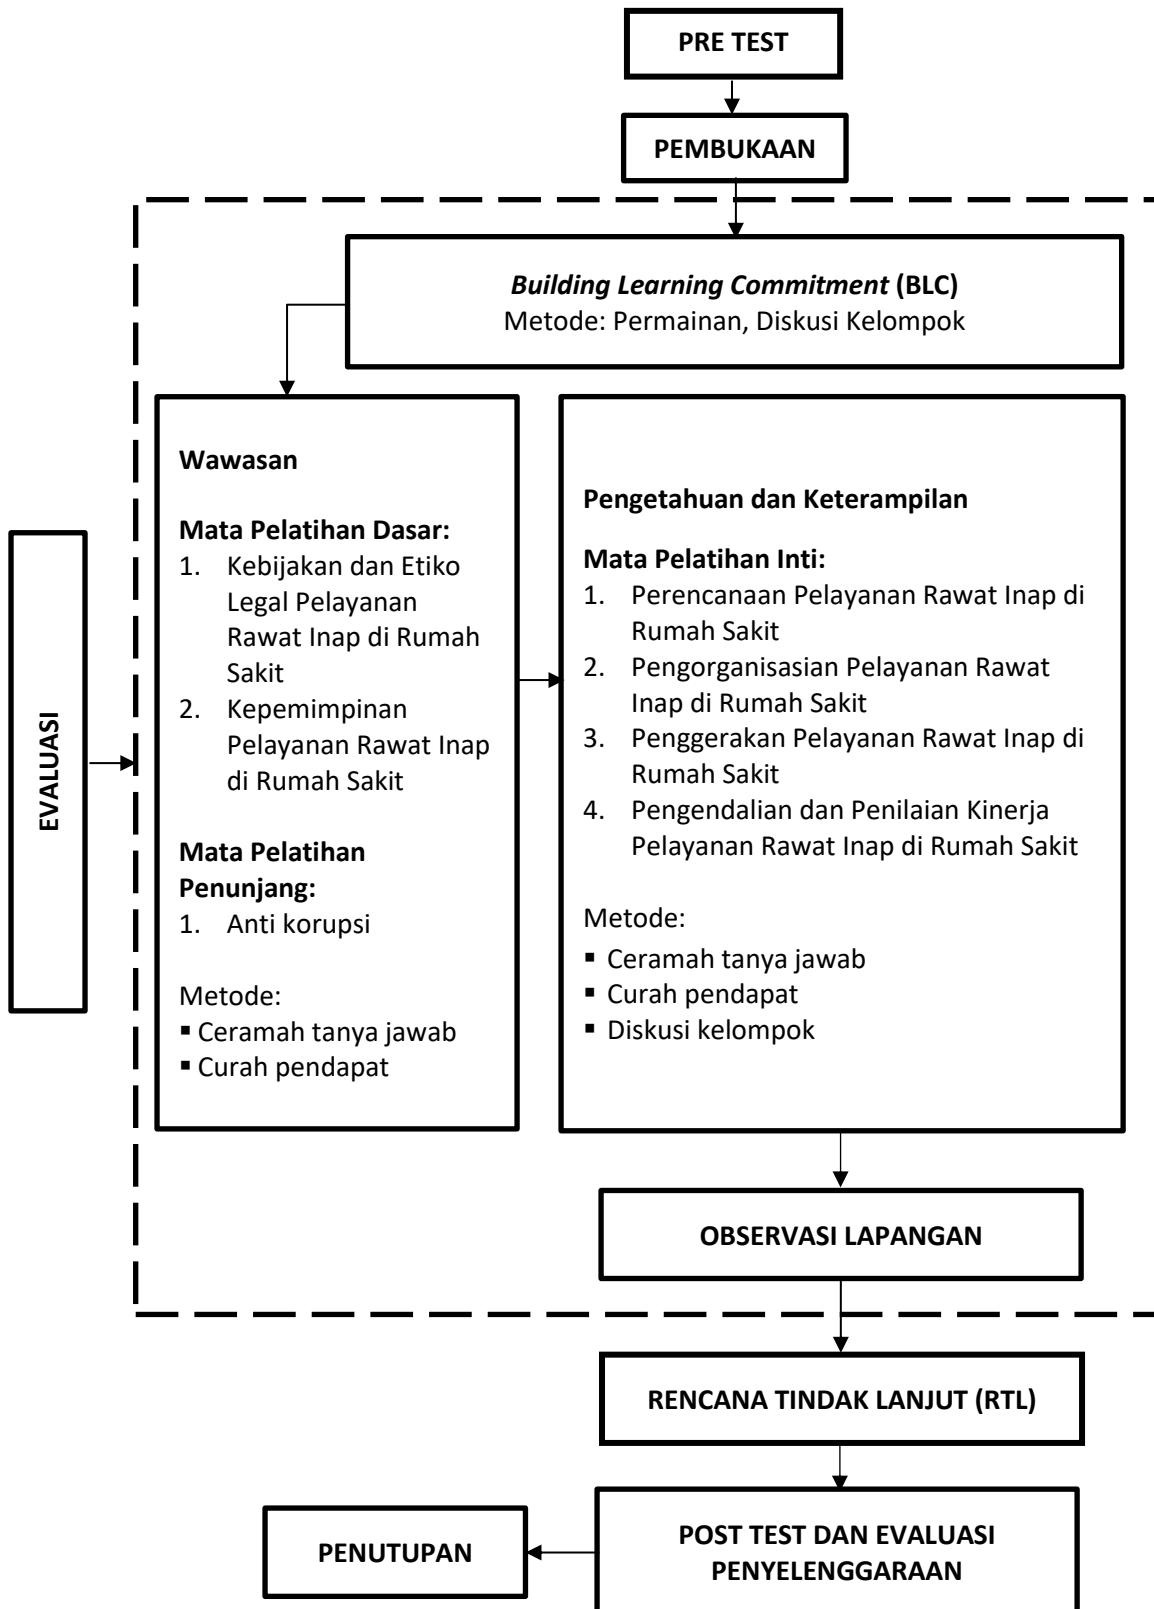 PRE TEST
PEMBUKAAN
Building Learning Commitment (BLC)
Metode: Permainan, Diskusi Kelompok
EVALUASI
Wawasan
Mata Pelatihan Dasar:
1. Kebijakan dan Etiko
Legal Pelayanan
Rawat Inap di Rumah
Sakit
2. Kepemimpinan
Pelayanan Rawat Inap
di Rumah Sakit
Mata Pelatihan
Penunjang:
1. Anti korupsi
Metode:
▪ Ceramah tanya jawab
▪ Curah pendapat
Pengetahuan dan Keterampilan
Mata Pelatihan Inti:
1. Perencanaan Pelayanan Rawat Inap di
Rumah Sakit
2. Pengorganisasian Pelayanan Rawat
Inap di Rumah Sakit
3. Penggerakan Pelayanan Rawat Inap di
Rumah Sakit
4. Pengendalian dan Penilaian Kinerja
Pelayanan Rawat Inap di Rumah Sakit
Metode:
▪ Ceramah tanya jawab
▪ Curah pendapat
▪ Diskusi kelompok
OBSERVASI LAPANGAN
RENCANA TINDAK LANJUT (RTL)
POST TEST DAN EVALUASI
PENYELENGGARAAN
PENUTUPAN